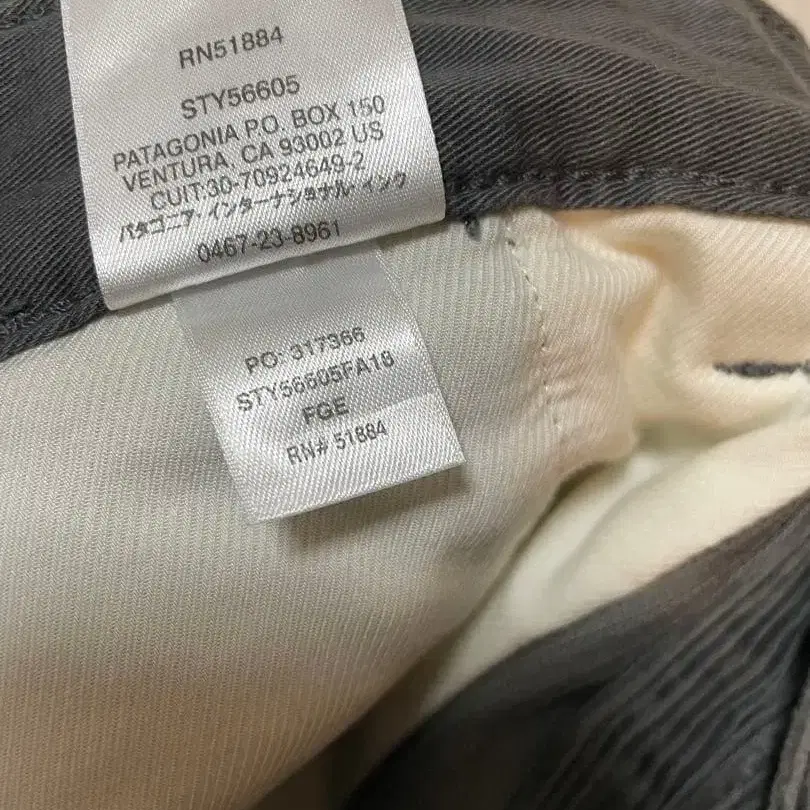 RN51884
STY56605
PATAGONIA P.O. BOX 150
VENTURA, CA 93002 US
CUIT:30-70924649-2
パタゴニア・インターナショナル・インク
0467-23-8961
PO: 317366
STY56605FA16
FGE
RN# 51884